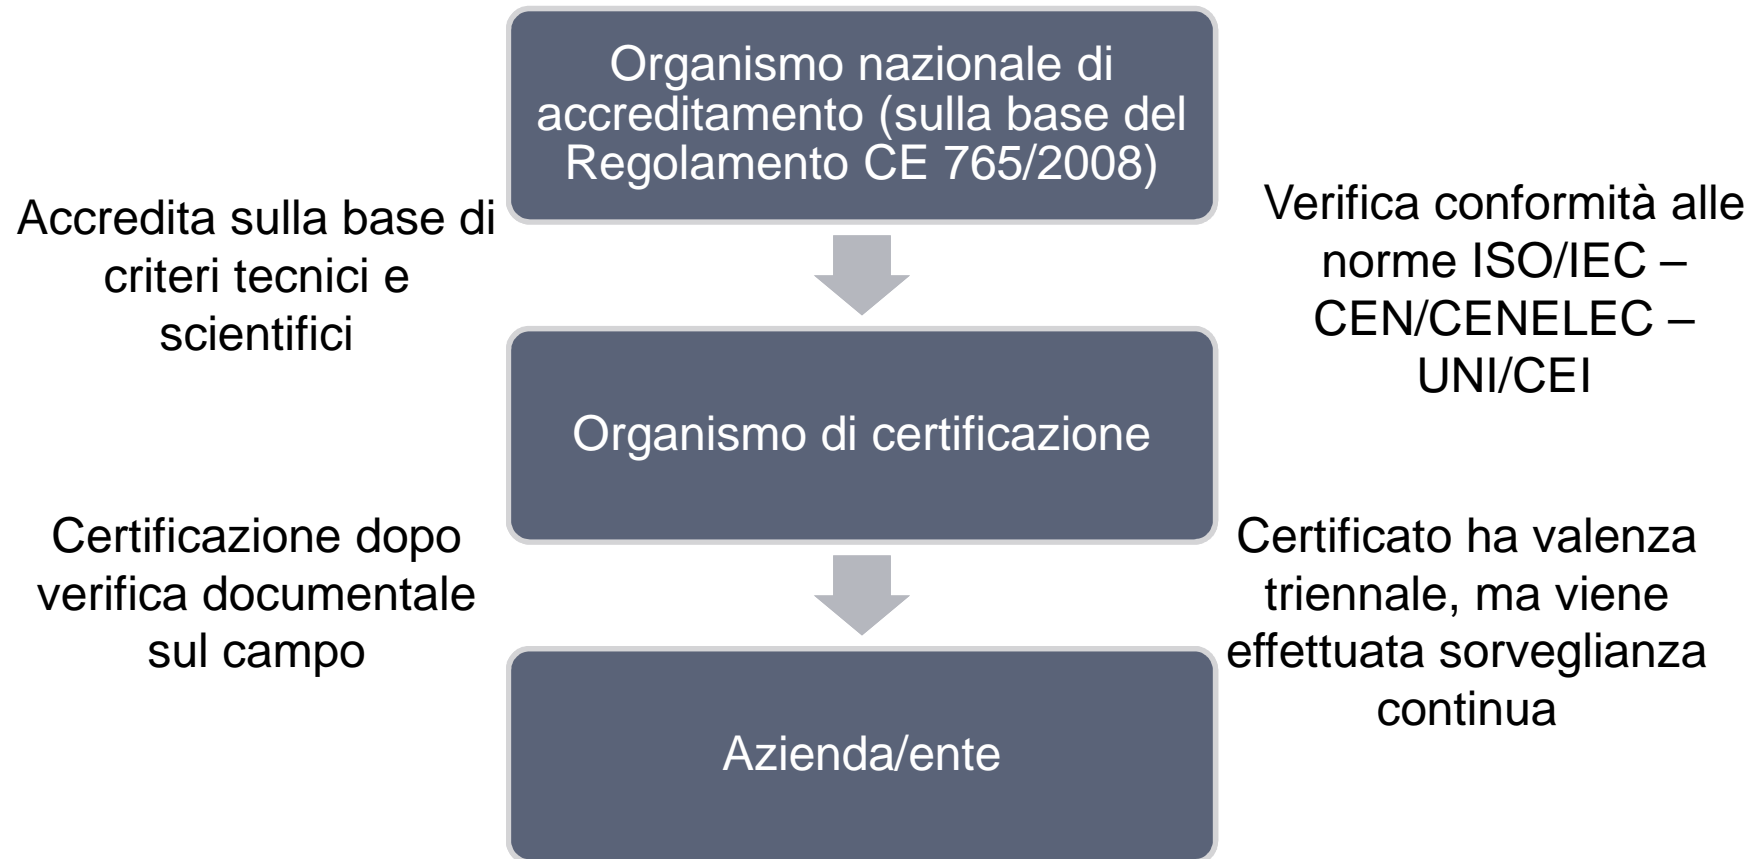 Organismo nazionale di
accreditamento (sulla base del
Regolamento CE 765/2008)
Accredita sulla base di
criteri tecnici e
scientifici
Verifica conformità alle
norme ISO/IEC –
CEN/CENELEC –
UNI/CEI
Organismo di certificazione
Certificazione dopo
verifica documentale
sul campo
Certificato ha valenza
triennale, ma viene
effettuata sorveglianza
continua
Azienda/ente